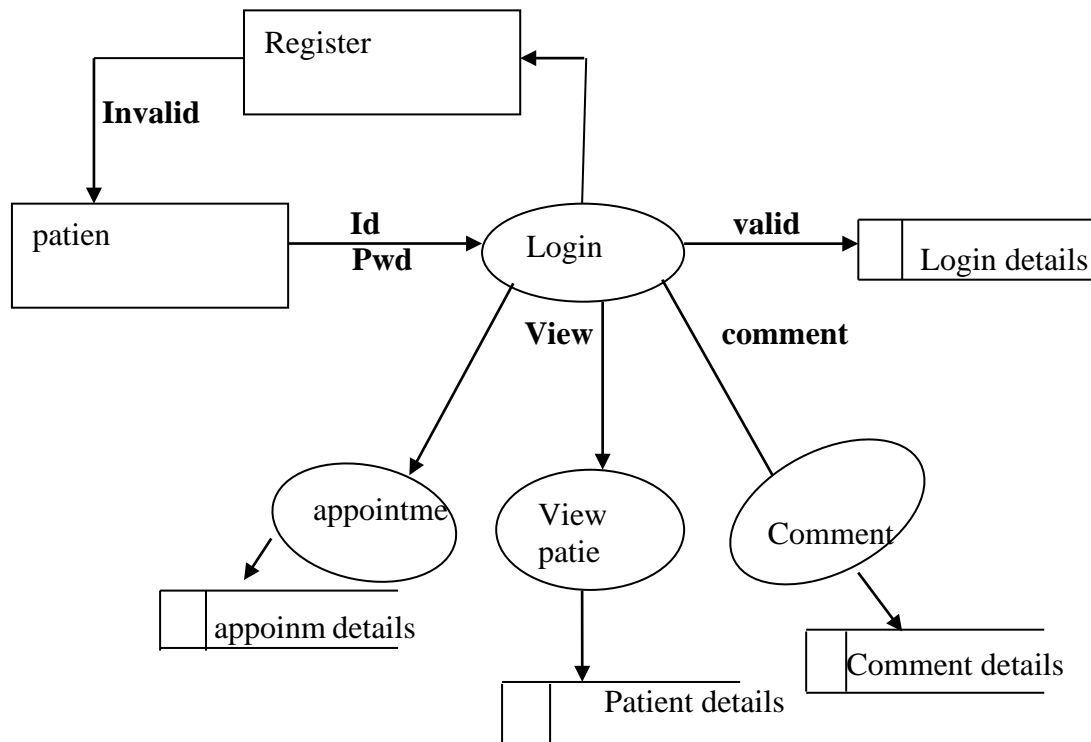 Register
Invalid
patien
Id
Pwd
Login
valid
Login details
View
comment
appointme
View
patie
Comment
appoinm details
Comment details
Patient details